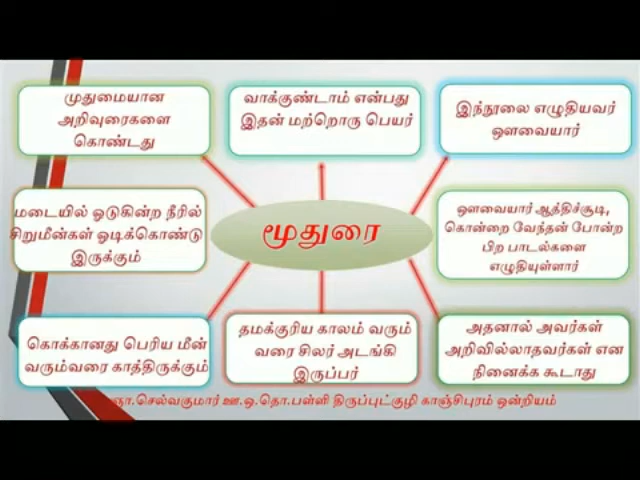 முதுமையான
அறிவுரைகளை
கொண்டது
வாக்குண்டாம் என்பது
இதன் மற்றொரு பெயர்
இந்நூலை எழுதியவர்
ஔவையார்
மடையில் ஓடுகின்ற நீரில்
சிறுமீன்கள் ஓடிக்கொண்டு
இருக்கும்
மூதுரை
ஔவையார் ஆத்திச்சூடி,
கொன்றை வேந்தன் போன்ற
பிற பாடல்களை
எழுதியுள்ளார்
கொக்கானது பெரிய மீன்
வரும்வரை காத்திருக்கும்
தமக்குரிய காலம் வரும்
வரை சிலர் அடங்கி
இருப்பர்
அதனால் அவர்கள்
அறிவில்லாதவர்கள் என
நினைக்க கூடாது
ஞா.செல்வகுமார் ஊ.ஒ.தொ.பள்ளி திருப்புட்குழி காஞ்சிபுரம் ஒன்றியம்